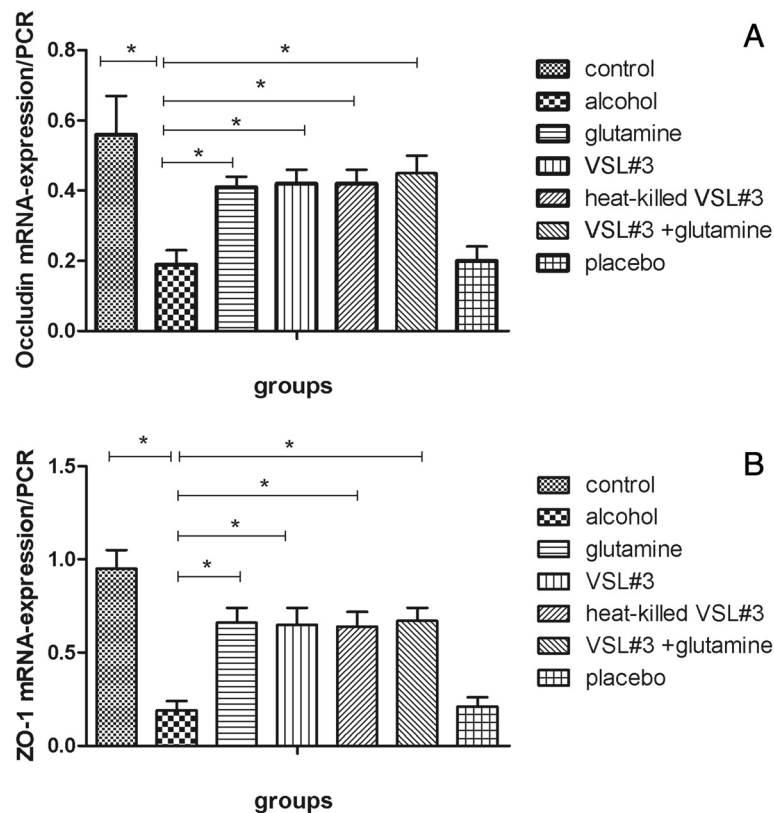 A
Occludin mRNA-expression/PCR
0.8
0.6
0.4
0.2
0.0
*
*
*
*
*
groups
control
alcohol
glutamine
VSL#3
heat-killed VSL#3
VSL#3 +glutamine
placebo
B
ZO-1 mRNA-expression/PCR
1.5
1.0
0.5
0.0
*
*
*
*
*
groups
control
alcohol
glutamine
VSL#3
heat-killed VSL#3
VSL#3 +glutamine
placebo